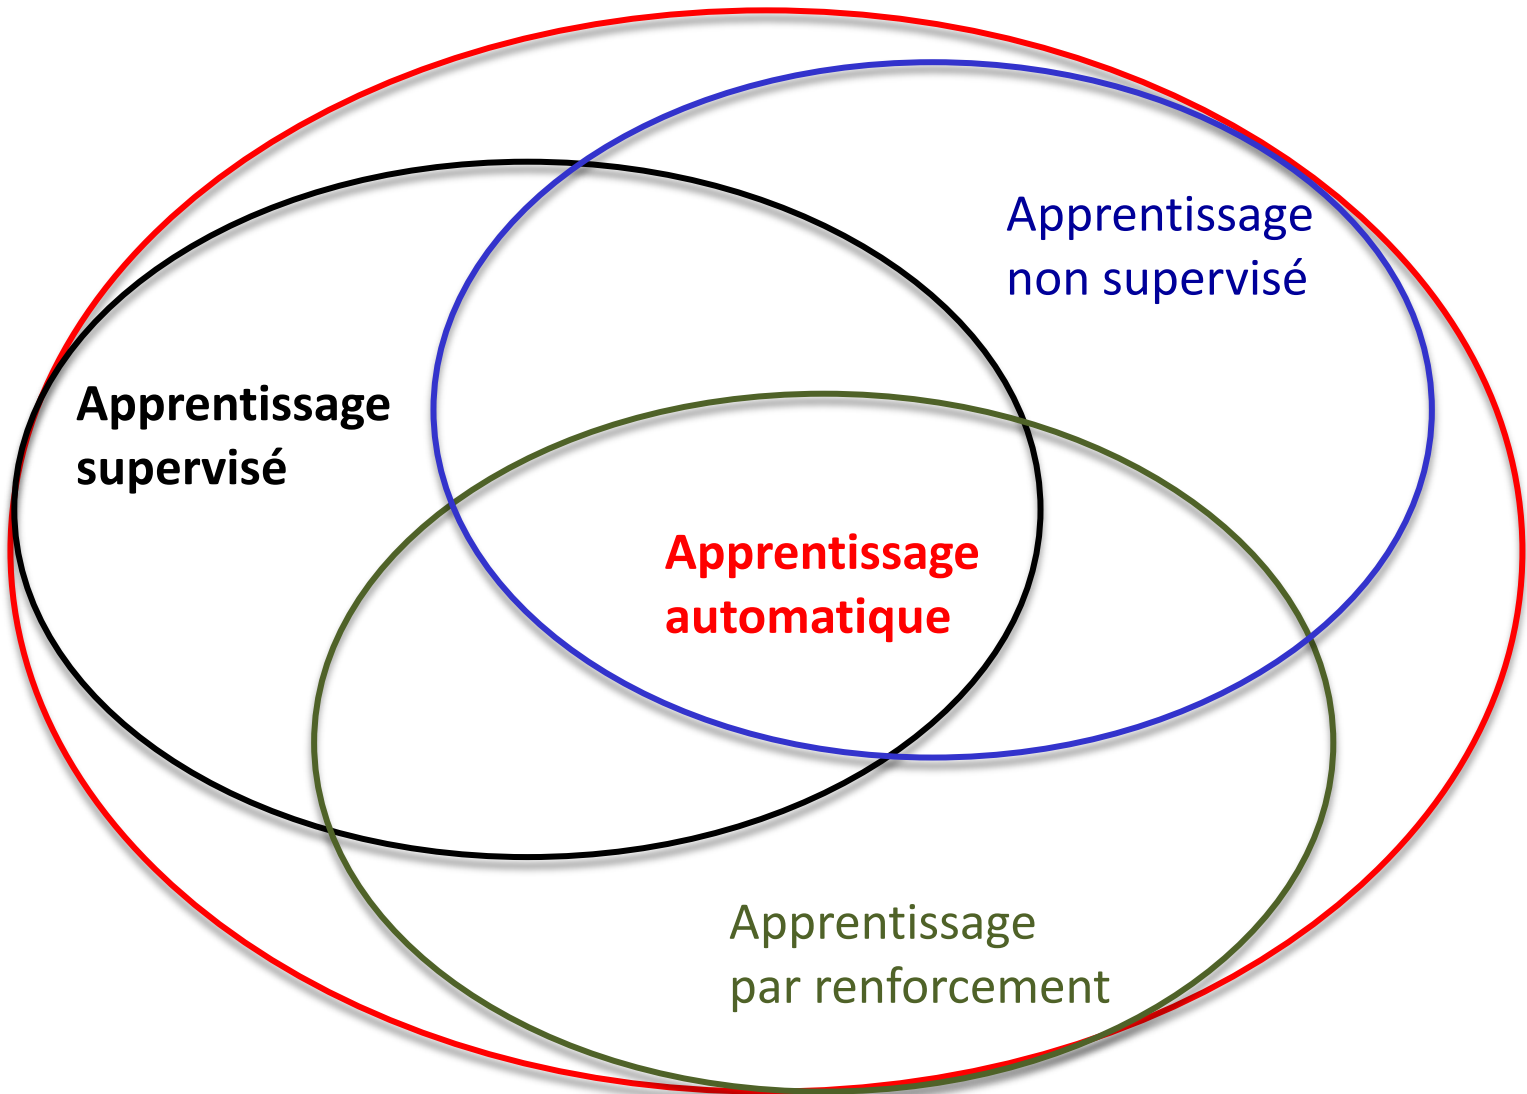 Apprentissage
non supervisé
Apprentissage
supervisé
Apprentissage
automatique
Apprentissage
par renforcement